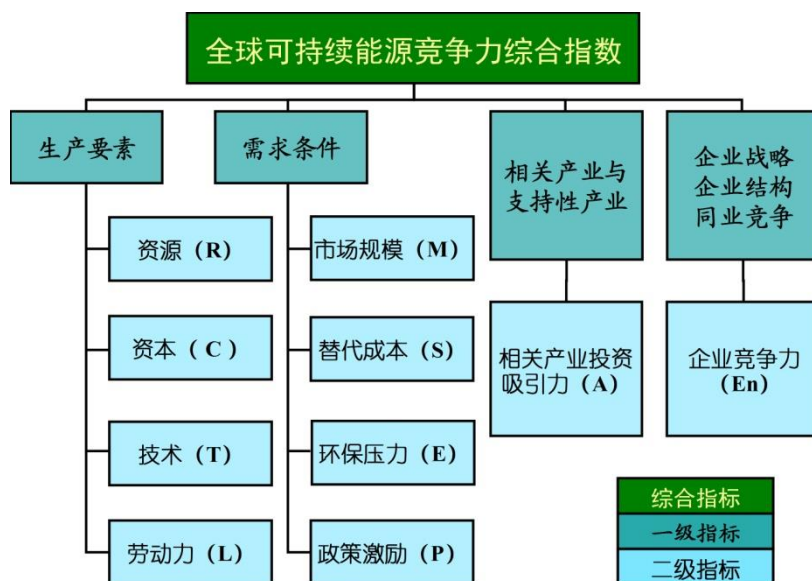 全球可持续能源竞争力综合指数
生产要素
需求条件
相关产业与
支持性产业
企业战略
企业结构
同业竞争
资源（R）
资本（C）
技术（T）
劳动力（L）
市场规模（M）
替代成本（S）
环保压力（E）
政策激励（P）
相关产业投资
吸引力（A）
企业竞争力
（En）
综合指标
一级指标
二级指标